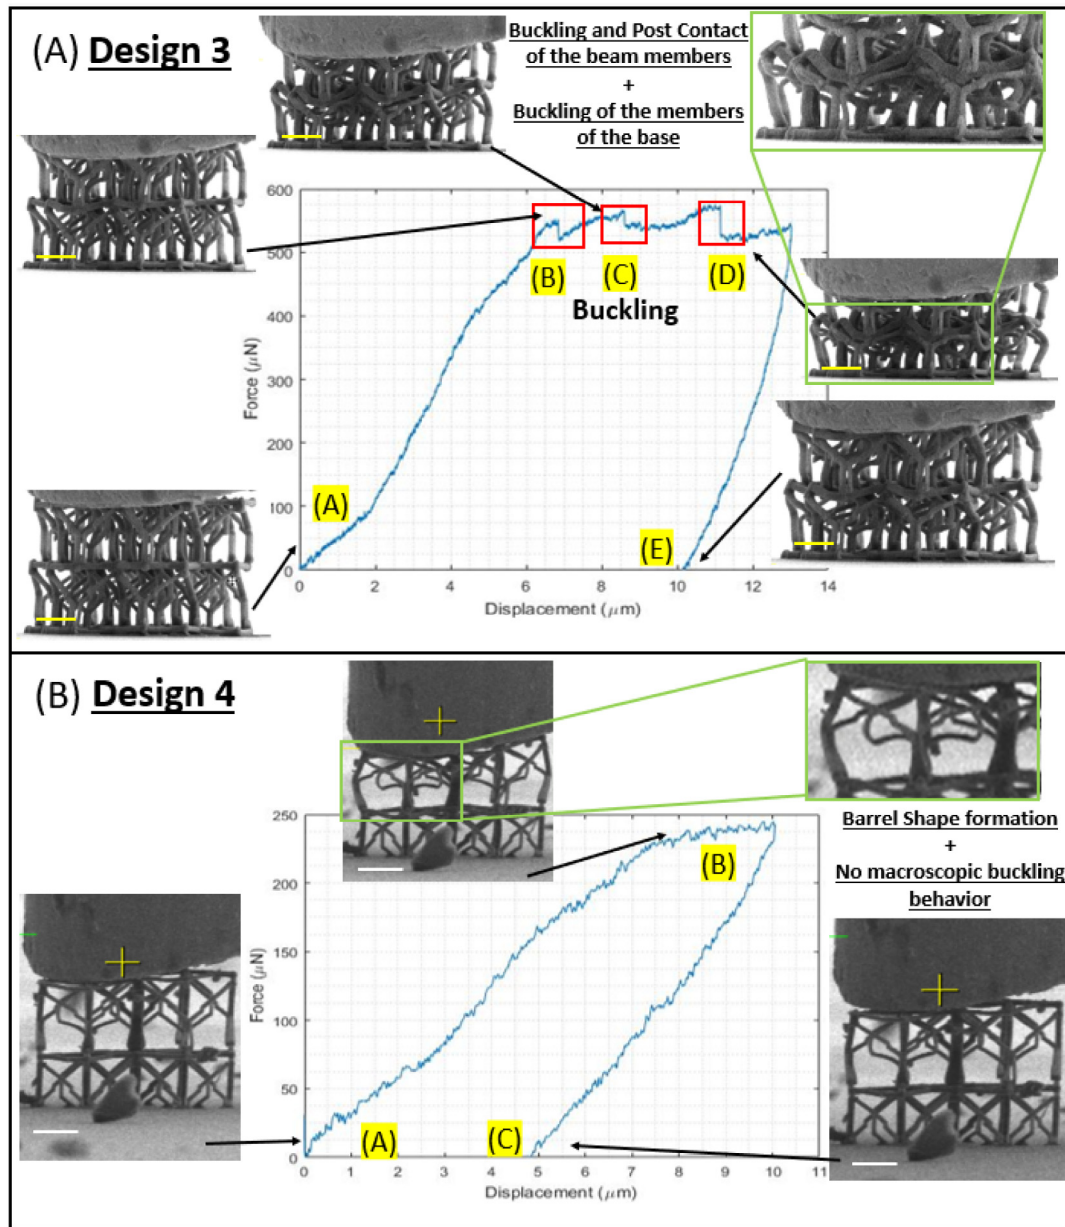 (A) Design 3
Buckling and Post Contact
of the beam members
+
Buckling of the members
of the base
600
500
400
300
200
100
0
Force (μN)
(A)
(B)
(C)
(D)
Buckling
(E)
0 2 4 6 8 10 12 14
Displacement (μm)
(B) Design 4
Barrel Shape formation
+
No macroscopic buckling
behavior
250
200
150
100
50
0
Force (μN)
(B)
(A)
(C)
0 1 2 3 4 5 6 7 8 9 10 11
Displacement (μm)